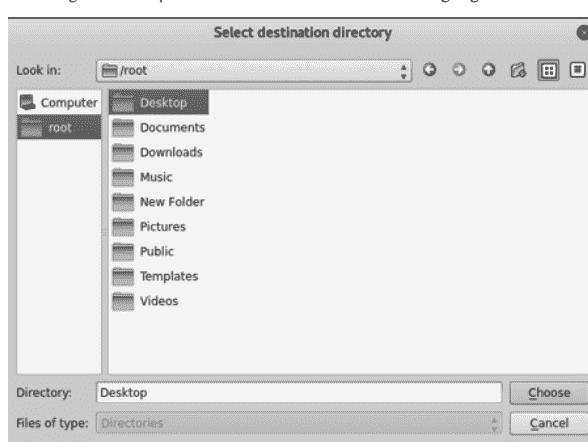 Select destination directory
Look in: /root
Computer
root
Desktop
Documents
Downloads
Music
New Folder
Pictures
Public
Templates
Videos
Directory: Desktop Choose
Files of type: Directories Cancel